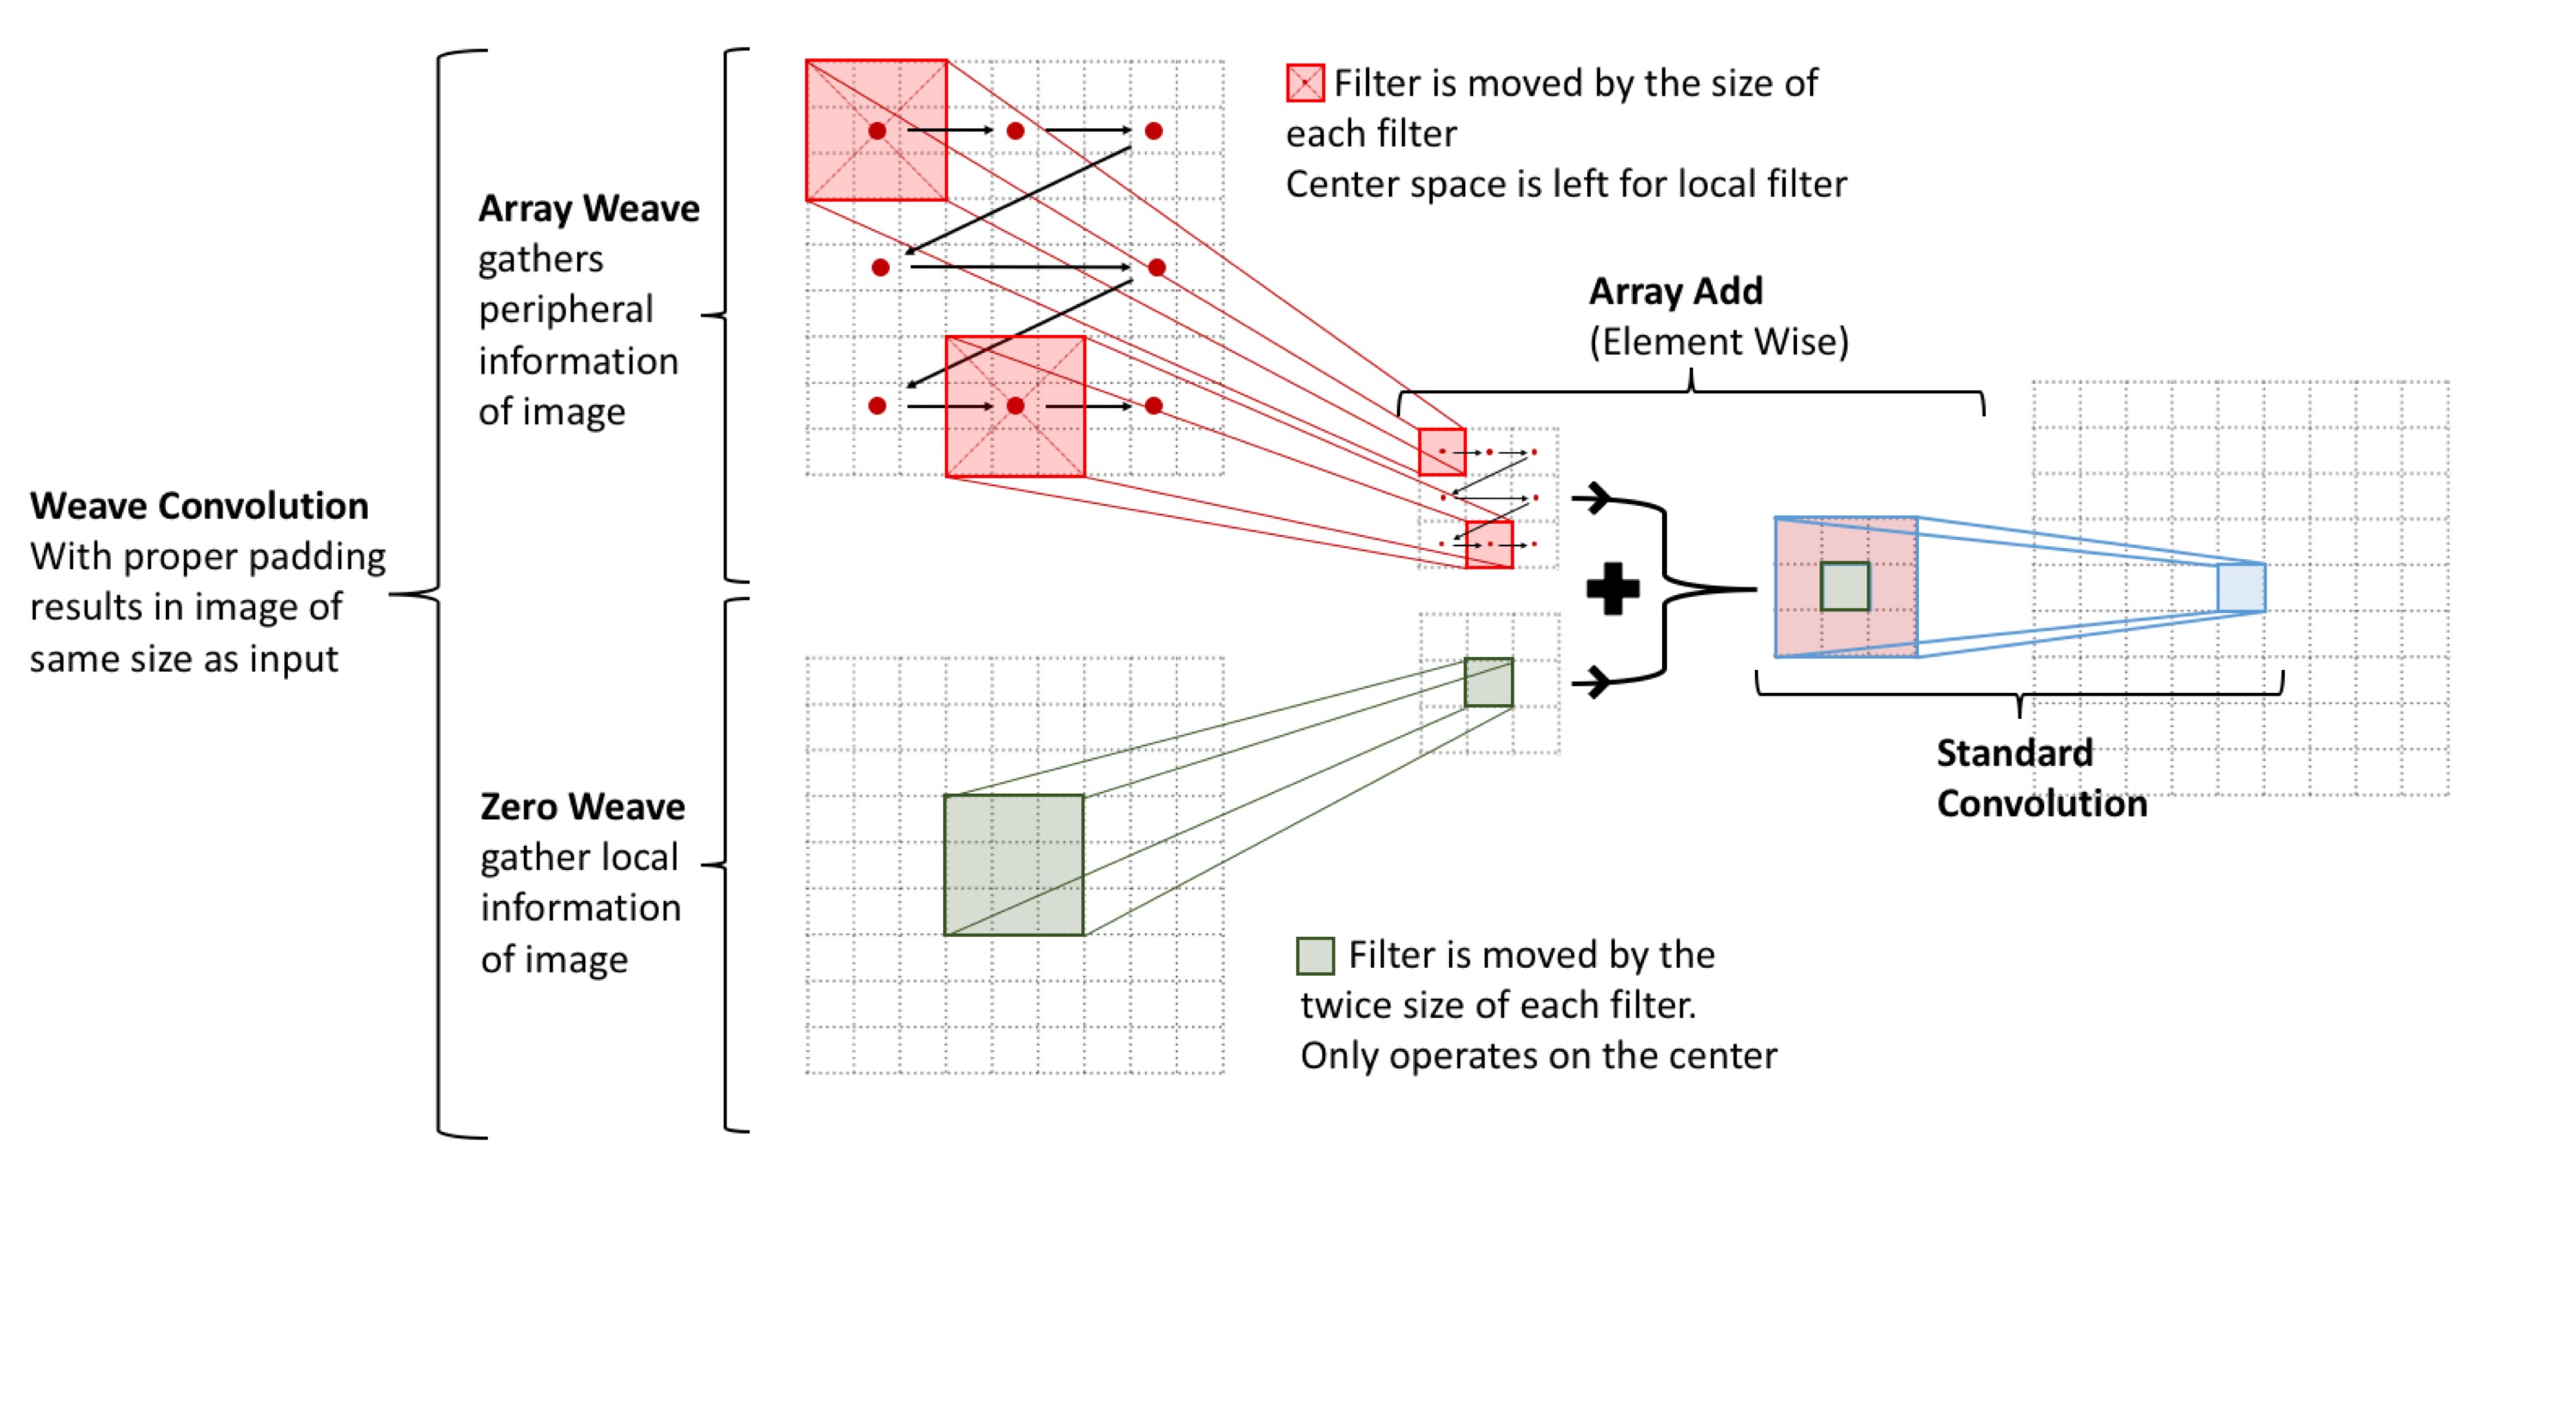 Weave Convolution
With proper padding
results in image of
same size as input
Array Weave
gathers
peripheral
information
of image
Zero Weave
gather local
information
of image
Filter is moved by the size of
each filter
Center space is left for local filter
Array Add
(Element Wise)
Standard
Convolution
Filter is moved by the
twice size of each filter.
Only operates on the center